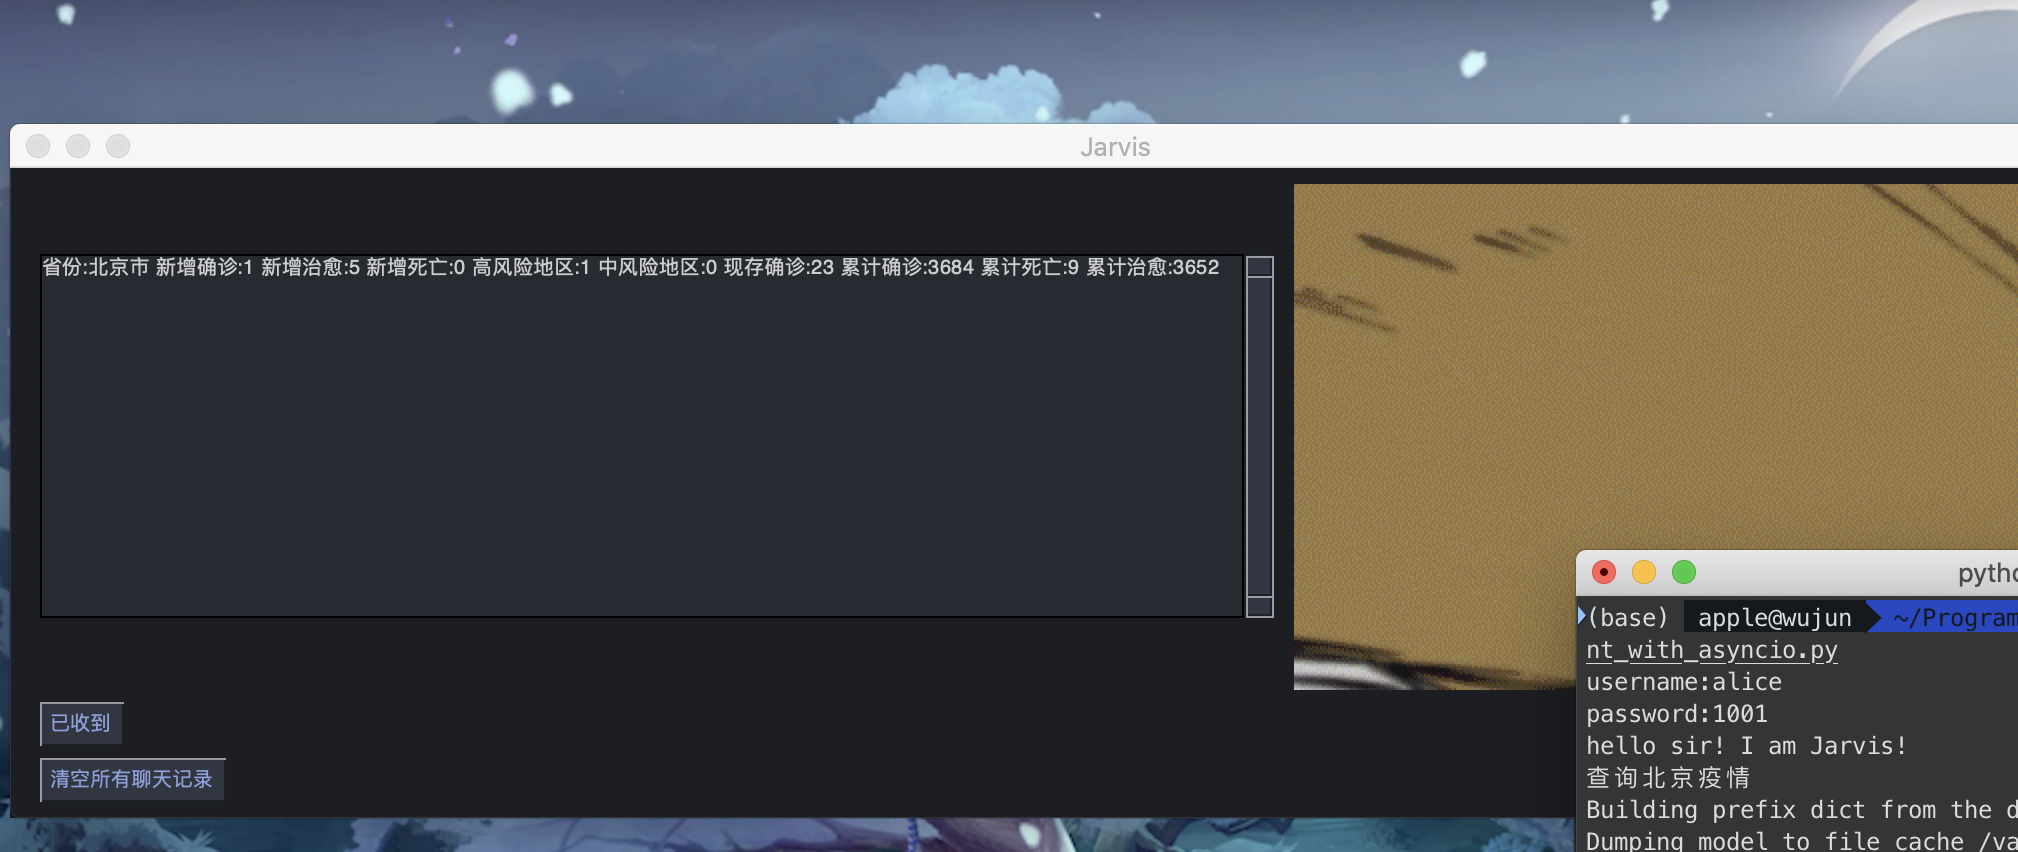 Jarvis
省份:北京市 新增确诊:1 新增治愈:5 新增死亡:0 高风险地区:1 中风险地区:0 现存确诊:23 累计确诊:3684 累计死亡:9 累计治愈:3652
已收到
清空所有聊天记录
pytho
(base) apple@wujun ~/Program
nt_with_asyncio.py
username:alice
password:1001
hello sir! I am Jarvis!
查询北京疫情
Building prefix dict from the d
Dumping model to file cache /va